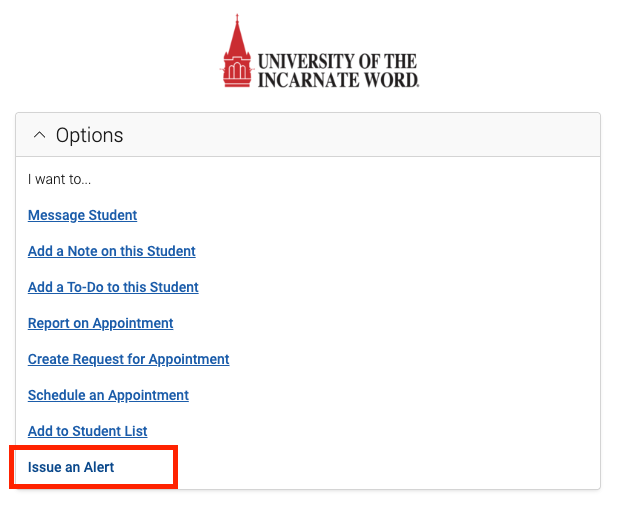 UNIVERSITY OF THE
INCARNATE WORD.
Options
I want to...
Message Student
Add a Note on this Student
Add a To-Do to this Student
Report on Appointment
Create Request for Appointment
Schedule an Appointment
Add to Student List
Issue an Alert